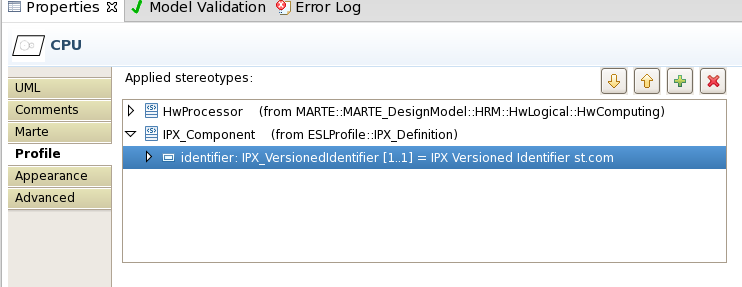 Properties Model Validation Error Log
CPU
Applied stereotypes:
UML
Comments
Marte
Profile
Appearance
Advanced
HwProcessor (from MARTE::MARTE_DesignModel::HRM::HwLogical::HwComputing)
IPX_Component (from ESLProfile::IPX_Definition)
identifier: IPX_VersionedIdentifier [1..1] = IPX Versioned Identifier st.com